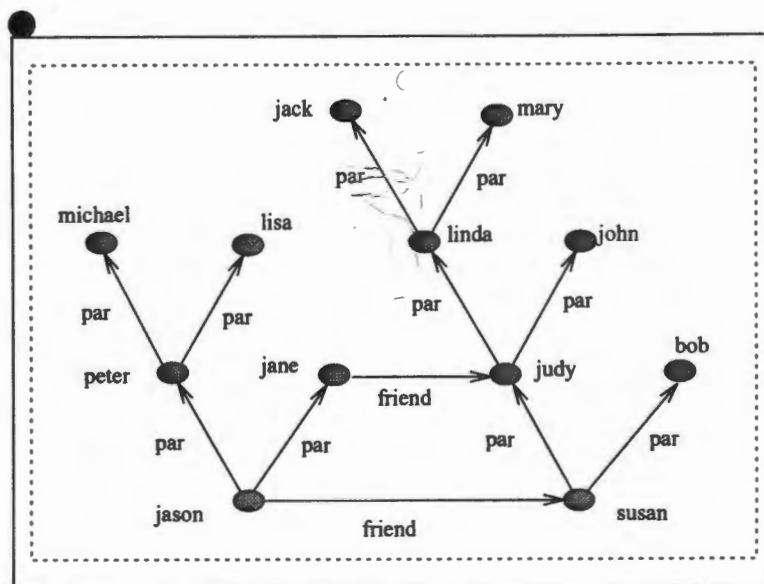 jack mary
par par
michael lisa linda john
par par par par
peter jane judy bob
friend
par par par par
jason susan
friend